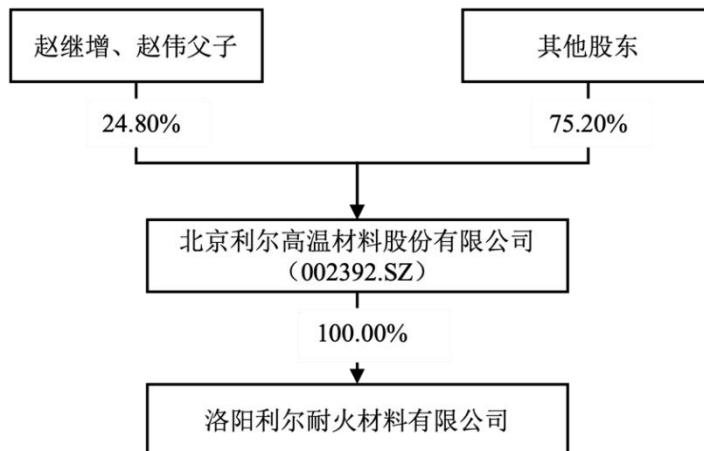 赵继增、赵伟父子
其他股东
24.80%
75.20%
北京利尔高温材料股份有限公司
（002392.SZ）
100.00%
洛阳利尔耐火材料有限公司